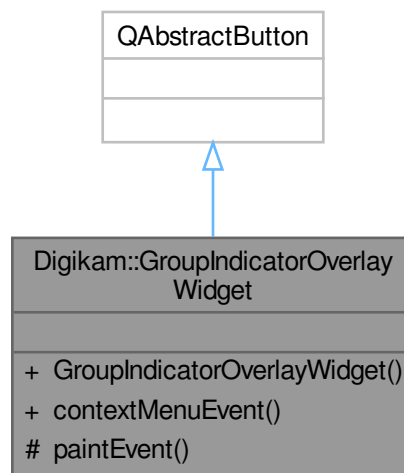 QAbstractButton
Digikam::GroupIndicatorOverlay
Widget
+ GroupIndicatorOverlayWidget()
+ contextMenuEvent()
# paintEvent()